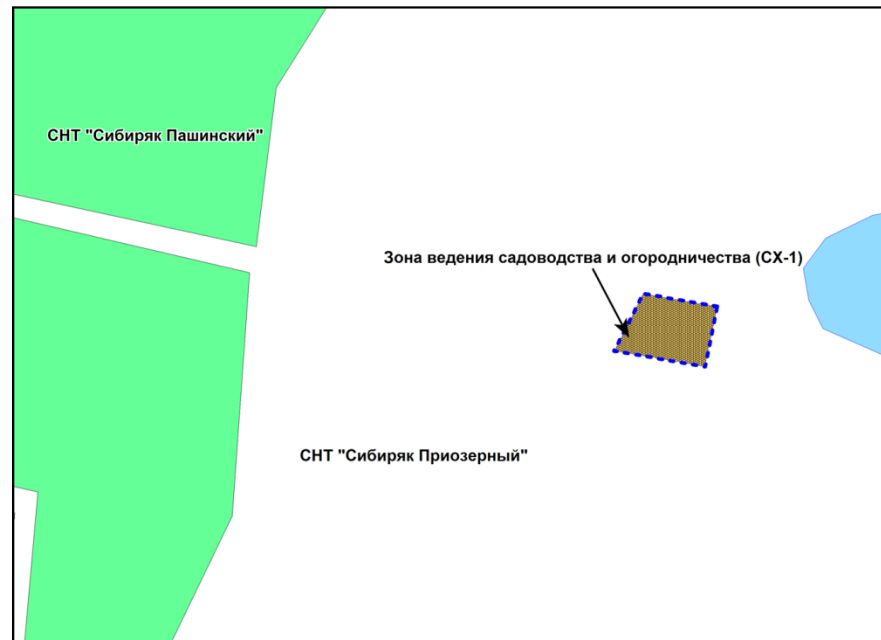 СНТ "Сибиряк Пашинский"
Зона ведения садоводства и огородничества (СХ-1)
СНТ "Сибиряк Приозерный"